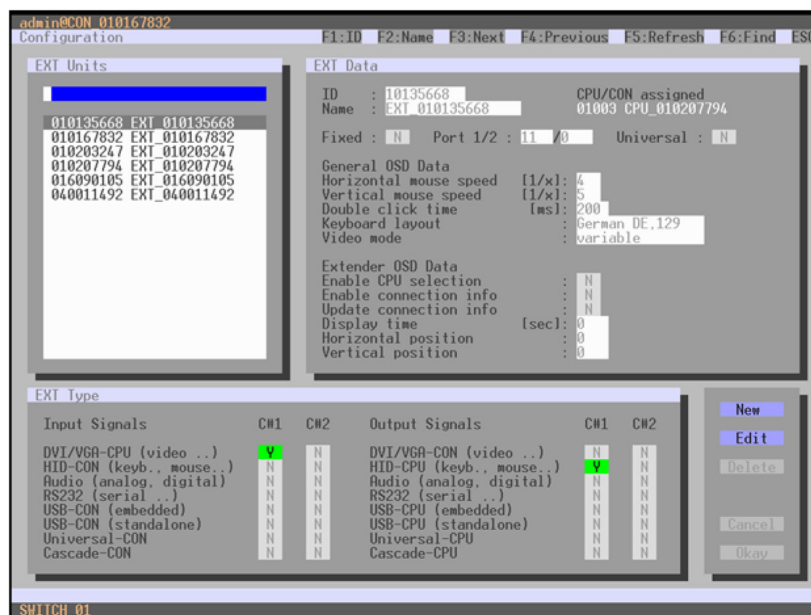 admin@CON_010167832
Configuration F1:ID F2:Name F3:Next F4:Previous F5:Refresh F6:Find ESC
EXT Units
010135668 EXT_010135668
010167832 EXT_010167832
010203247 EXT_010203247
010207794 EXT_010207794
016090105 EXT_016090105
040011492 EXT_040011492
EXT Data
ID : 10135668 CPU/CON assigned
Name : EXT_010135668 01003 CPU_010207794
Fixed : N Port 1/2 : 11 /0 Universal : N
General OSD Data
Horizontal mouse speed [1/x]: 4
Vertical mouse speed [1/x]: 5
Double click time [ms]: 200
Keyboard layout : German DE,129
Video mode : variable
Extender OSD Data
Enable CPU selection : N
Enable connection info : N
Update connection info : N
Display time [sec]: 0
Horizontal position : 0
Vertical position : 0
EXT Type
Input Signals C#1 C#2 Output Signals C#1 C#2
DVI/VGA-CPU (video ..) Y N DVI/VGA-CON (video ..) N N
HID-CON (keyb., mouse..) N N HID-CPU (keyb., mouse..) Y N
Audio (analog, digital) N N Audio (analog, digital) N N
RS232 (serial ..) N N RS232 (serial ..) N N
USB-CON (embedded) N N USB-CPU (embedded) N N
USB-CON (standalone) N N USB-CPU (standalone) N N
Universal-CON N N Universal-CPU N N
Cascade-CON N N Cascade-CPU N N
New
Edit
Delete
Cancel
Okay
SWITCH_01